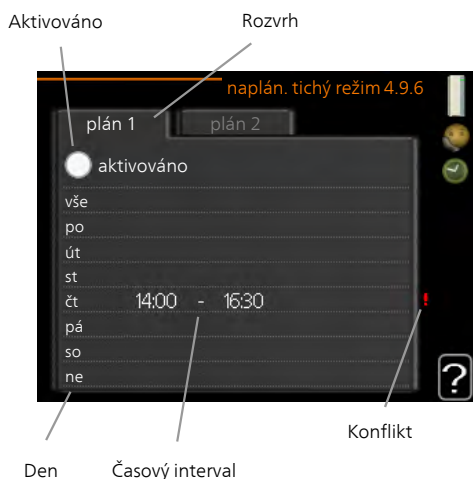 Aktivováno Rozvrh
naplán. tichý režim 4.9.6
plán 1 plán 2
aktivováno
vše
po
út
st
čt 14:00 - 16:30 !
pá
so
ne
?
Konflikt
Den Časový interval